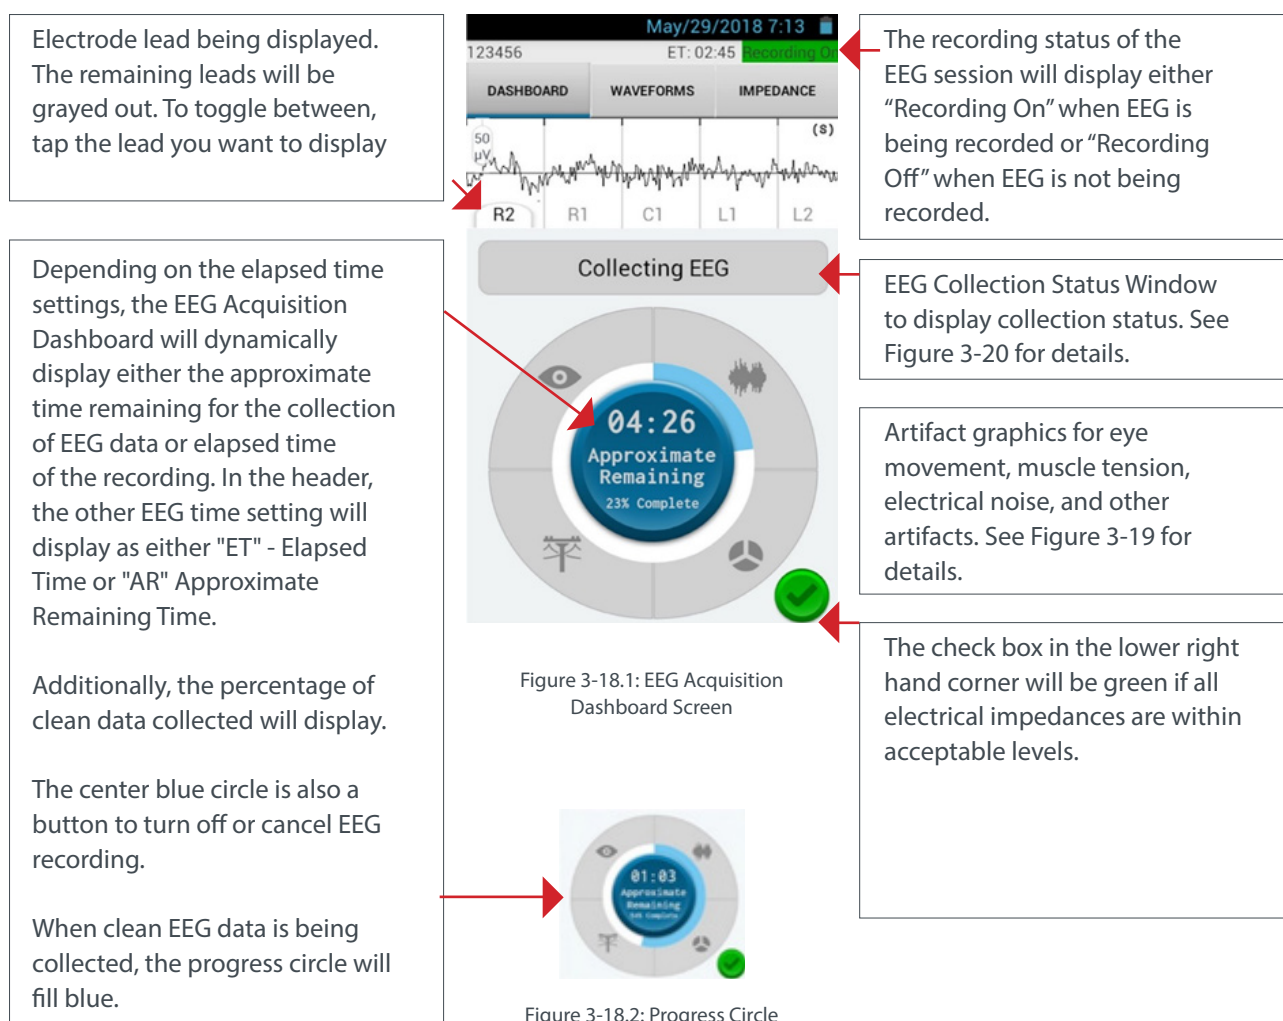 Electrode lead being displayed.
The remaining leads will be
grayed out. To toggle between,
tap the lead you want to display
Depending on the elapsed time
settings, the EEG Acquisition
Dashboard will dynamically
display either the approximate
time remaining for the collection
of EEG data or elapsed time
of the recording. In the header,
the other EEG time setting will
display as either "ET" - Elapsed
Time or "AR" Approximate
Remaining Time.
Additionally, the percentage of
clean data collected will display.
The center blue circle is also a
button to turn off or cancel EEG
recording.
When clean EEG data is being
collected, the progress circle will
fill blue.
May/29/2018 7:13
123456 ET: 02:45 Recording On
DASHBOARD WAVEFORMS IMPEDANCE
(S)
50
µV
R2 R1 C1 L1 L2
Collecting EEG
04:26
Approximate
Remaining
23% Complete
Figure 3-18.1: EEG Acquisition
Dashboard Screen
01:03
Approximate
Remaining
Complete
Figure 3-18.2: Progress Circle
The recording status of the
EEG session will display either
“Recording On” when EEG is
being recorded or “Recording
Off” when EEG is not being
recorded.
EEG Collection Status Window
to display collection status. See
Figure 3-20 for details.
Artifact graphics for eye
movement, muscle tension,
electrical noise, and other
artifacts. See Figure 3-19 for
details.
The check box in the lower right
hand corner will be green if all
electrical impedances are within
acceptable levels.